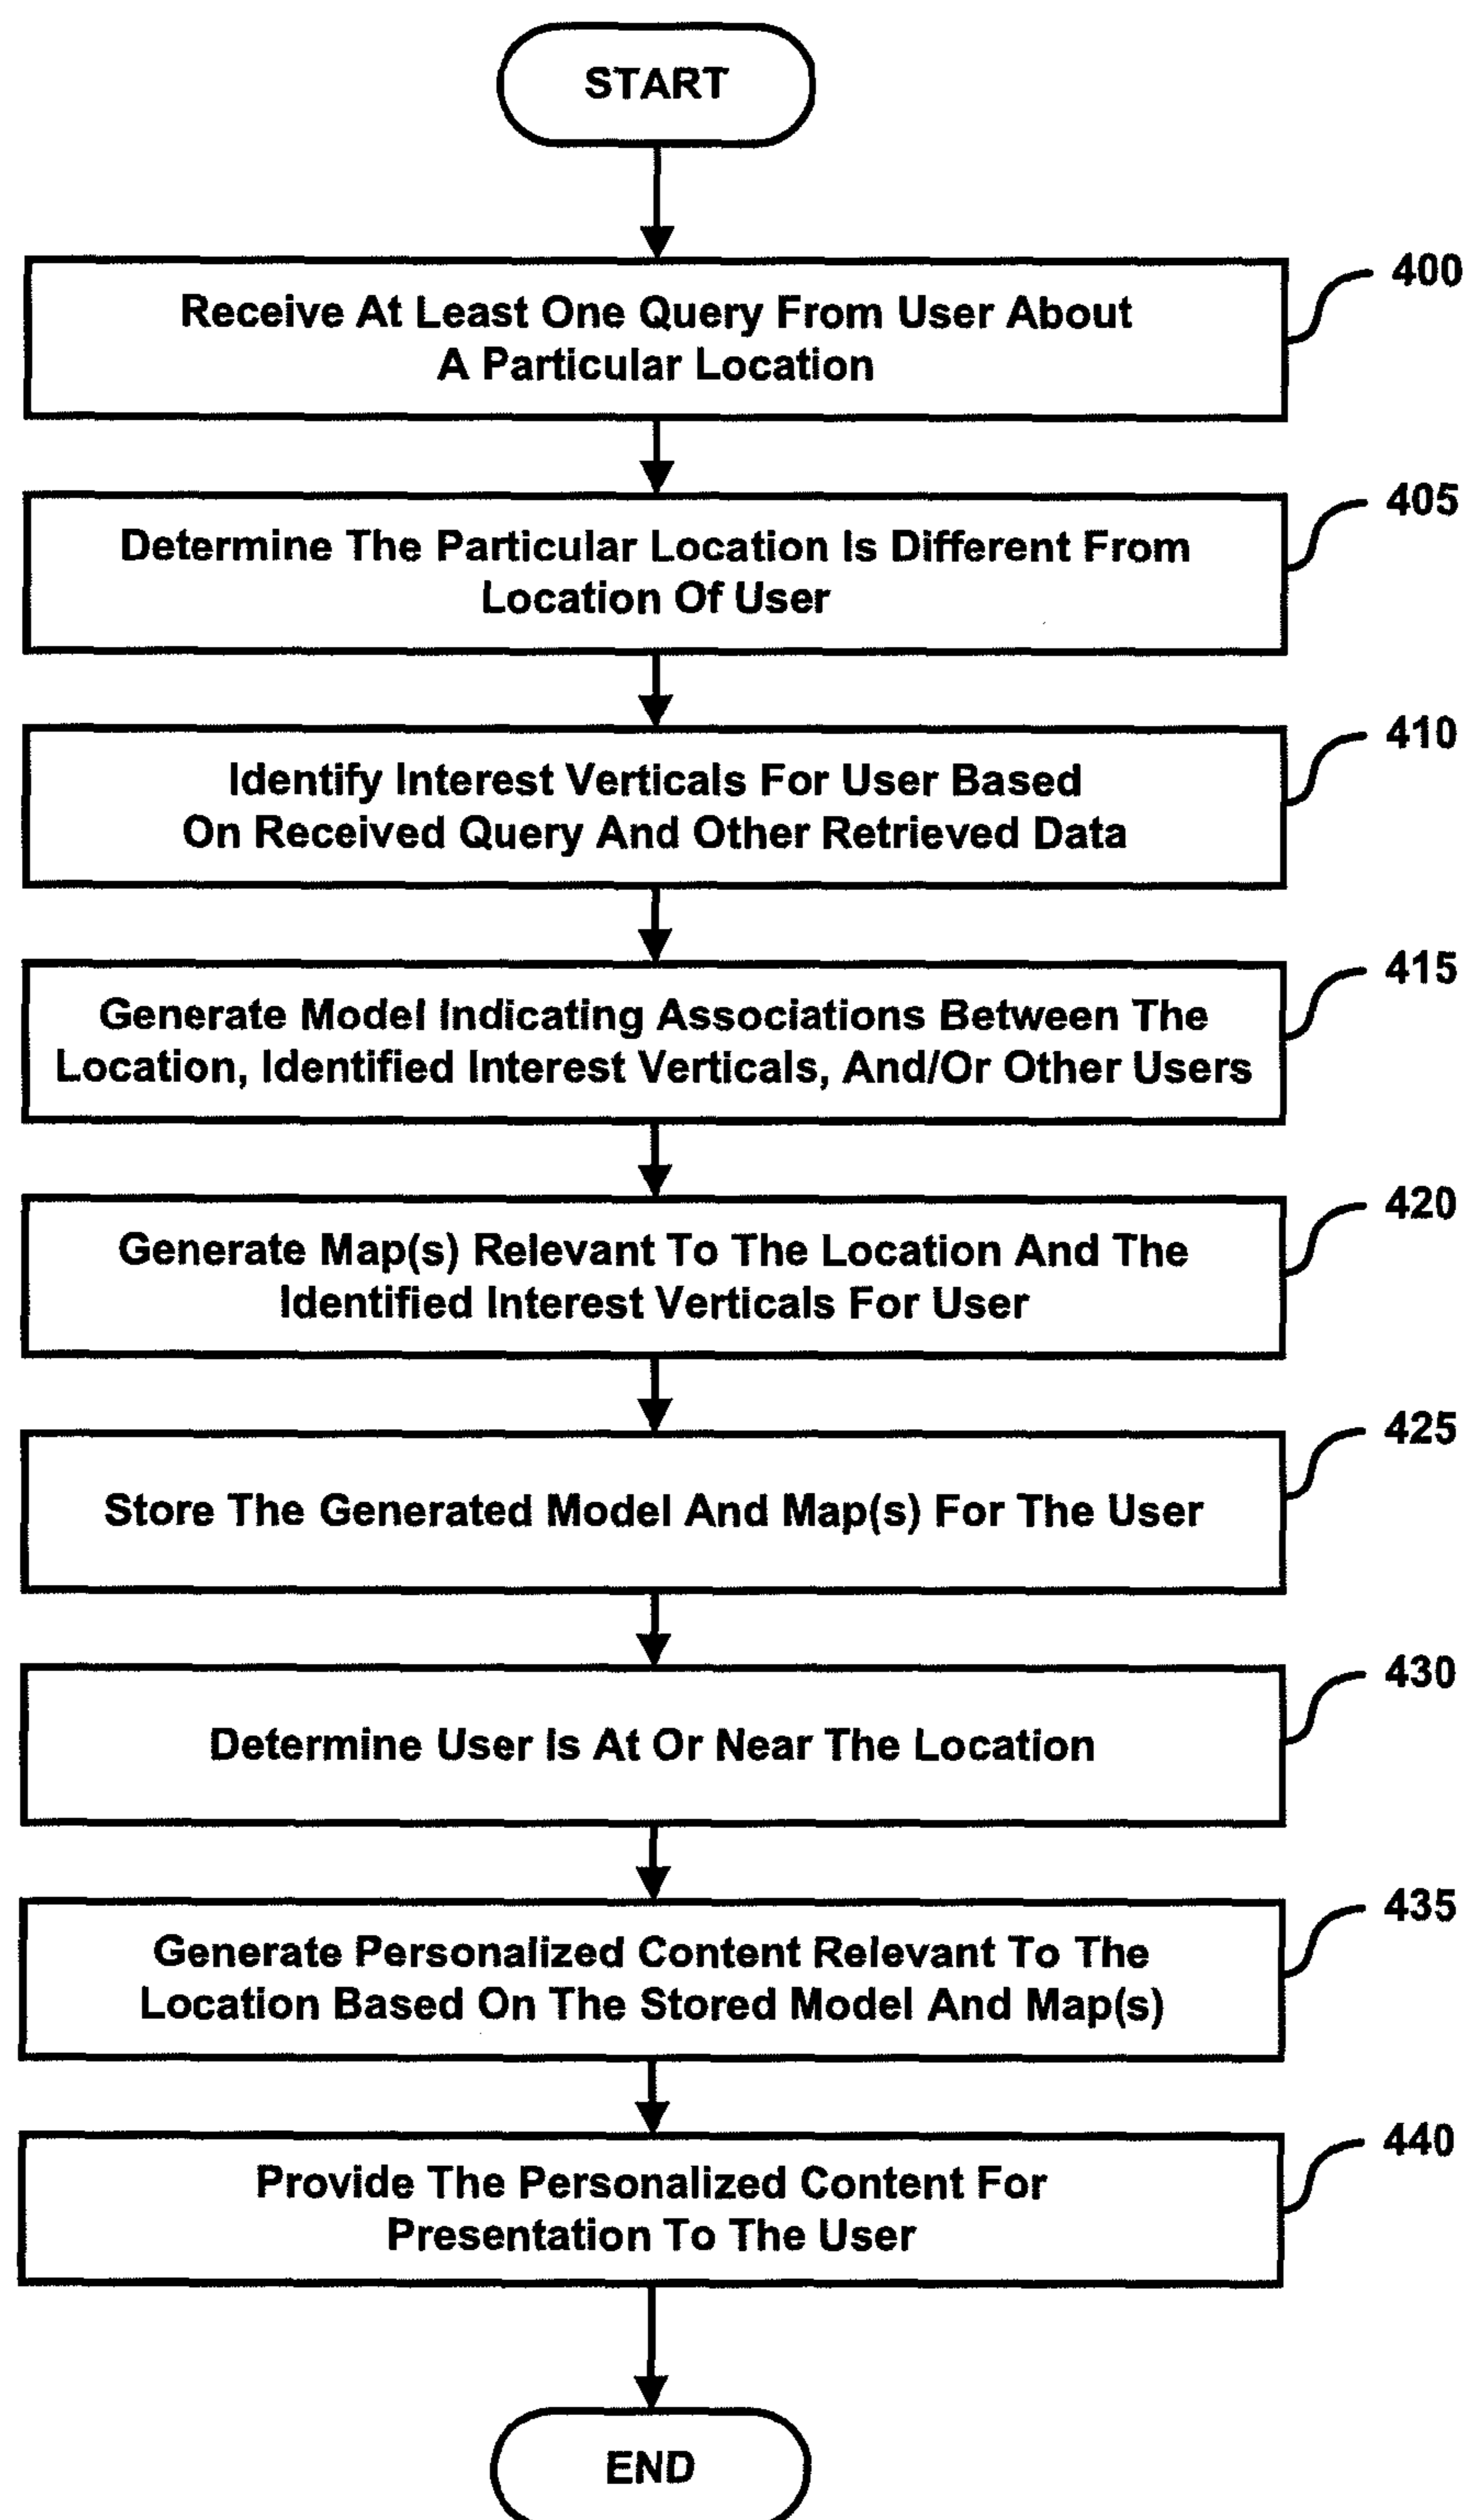 START
400
Receive At Least One Query From User About
A Particular Location
405
Determine The Particular Location Is Different From
Location Of User
410
Identify Interest Verticals For User Based
On Received Query And Other Retrieved Data
415
Generate Model Indicating Associations Between The
Location, Identified Interest Verticals, And/Or Other Users
420
Generate Map(s) Relevant To The Location And The
Identified Interest Verticals For User
425
Store The Generated Model And Map(s) For The User
430
Determine User Is At Or Near The Location
435
Generate Personalized Content Relevant To The
Location Based On The Stored Model And Map(s)
440
Provide The Personalized Content For
Presentation To The User
END